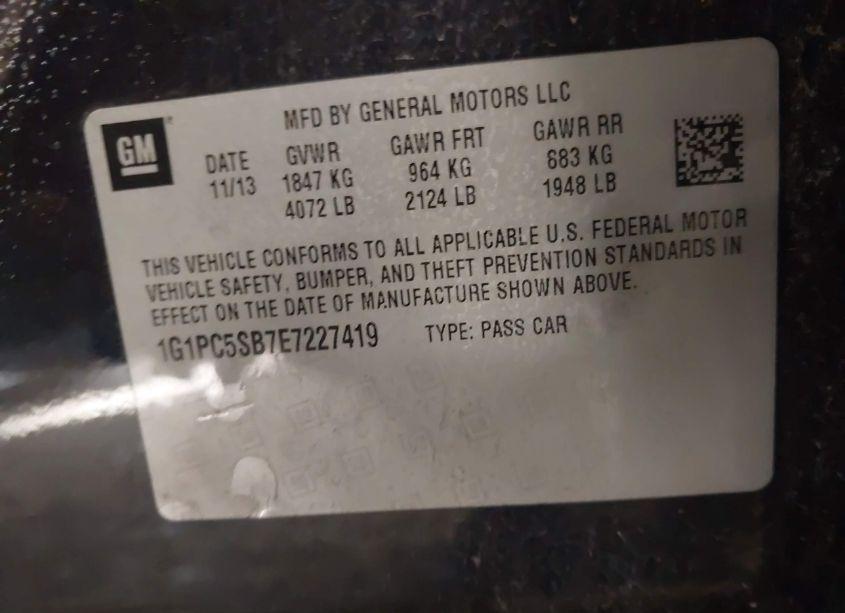 MFD BY GENERAL MOTORS LLC
GM
DATE GVWR GAWR FRT GAWR RR
11/13 1847 KG 964 KG 883 KG
4072 LB 2124 LB 1948 LB
THIS VEHICLE CONFORMS TO ALL APPLICABLE U.S. FEDERAL MOTOR
VEHICLE SAFETY, BUMPER, AND THEFT PREVENTION STANDARDS IN
EFFECT ON THE DATE OF MANUFACTURE SHOWN ABOVE.
1G1PC5SB7E7227419 TYPE: PASS CAR